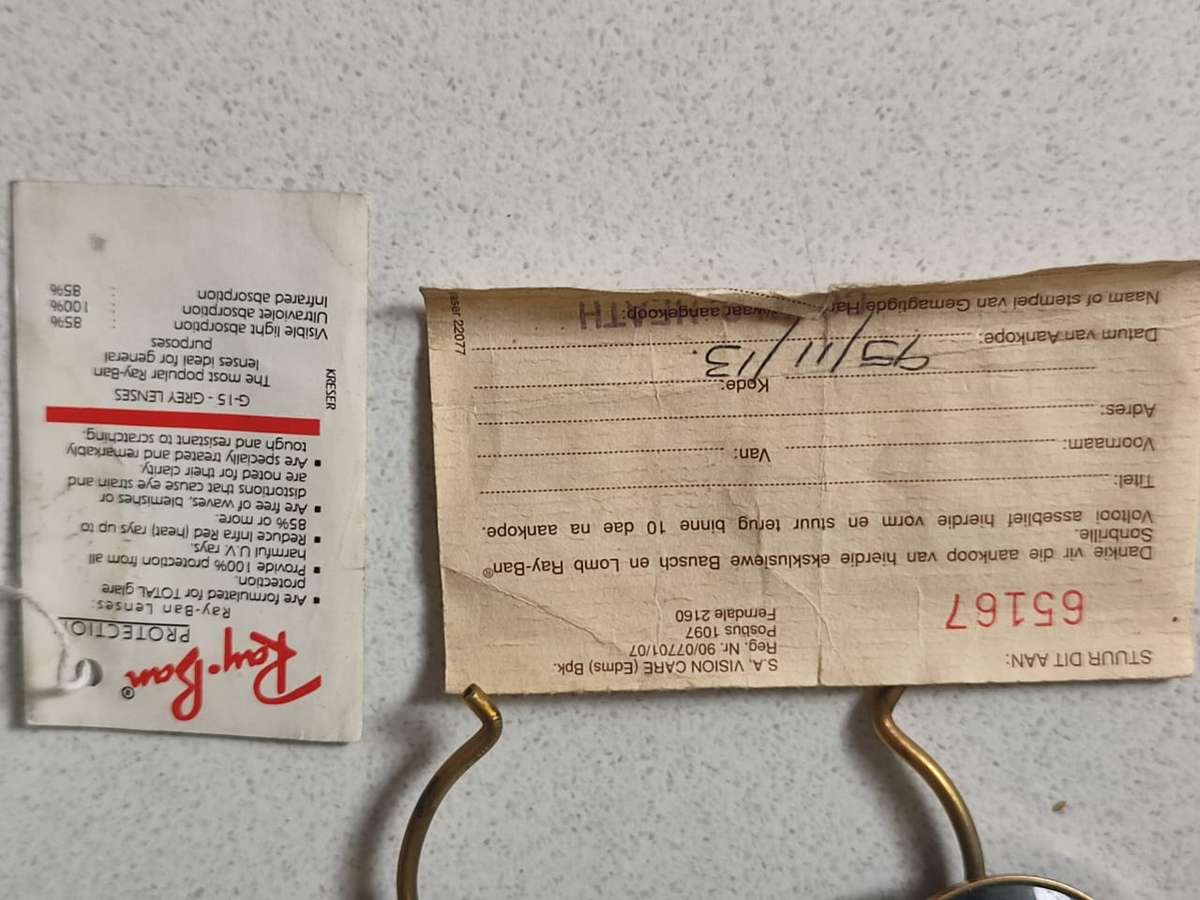 Ray-Ban®
PROTECTION
Ray-Ban Lenses:
▪ Are formulated for TOTAL glare
protection.
▪ Provide 100% protection from all
harmful U.V. rays.
▪ Reduce Infra Red (heat) rays up to
85% or more.
▪ Are free of waves, blemishes or
distortions that cause eye strain and
are noted for their clarity.
▪ Are specially treated and remarkably
tough and resistant to scratching.
G-15 - GREY LENSES
The most popular Ray-Ban
lenses ideal for general
purposes
Visible light absorption : 85%
Ultraviolet absorption : 100%
Infrared absorption : 85%
KRESER
STUUR DIT AAN:
S.A. VISION CARE (Edms) Bpk.
Reg. Nr. 90/07701/07
Posbus 1097
Ferndale 2160
65167
Dankie vir die aankoop van hierdie eksklusiewe Bausch en Lomb Ray-Ban®
Sonbrille.
Voltooi asseblief hierdie vorm en stuur terug binne 10 dae na aankope.
Titel:
Voornaam: Van:
Adres:
Kode:
Datum van Aankope: 95/11/13
Naam of stempel van Gemagtigde waar aangekoop:
22077